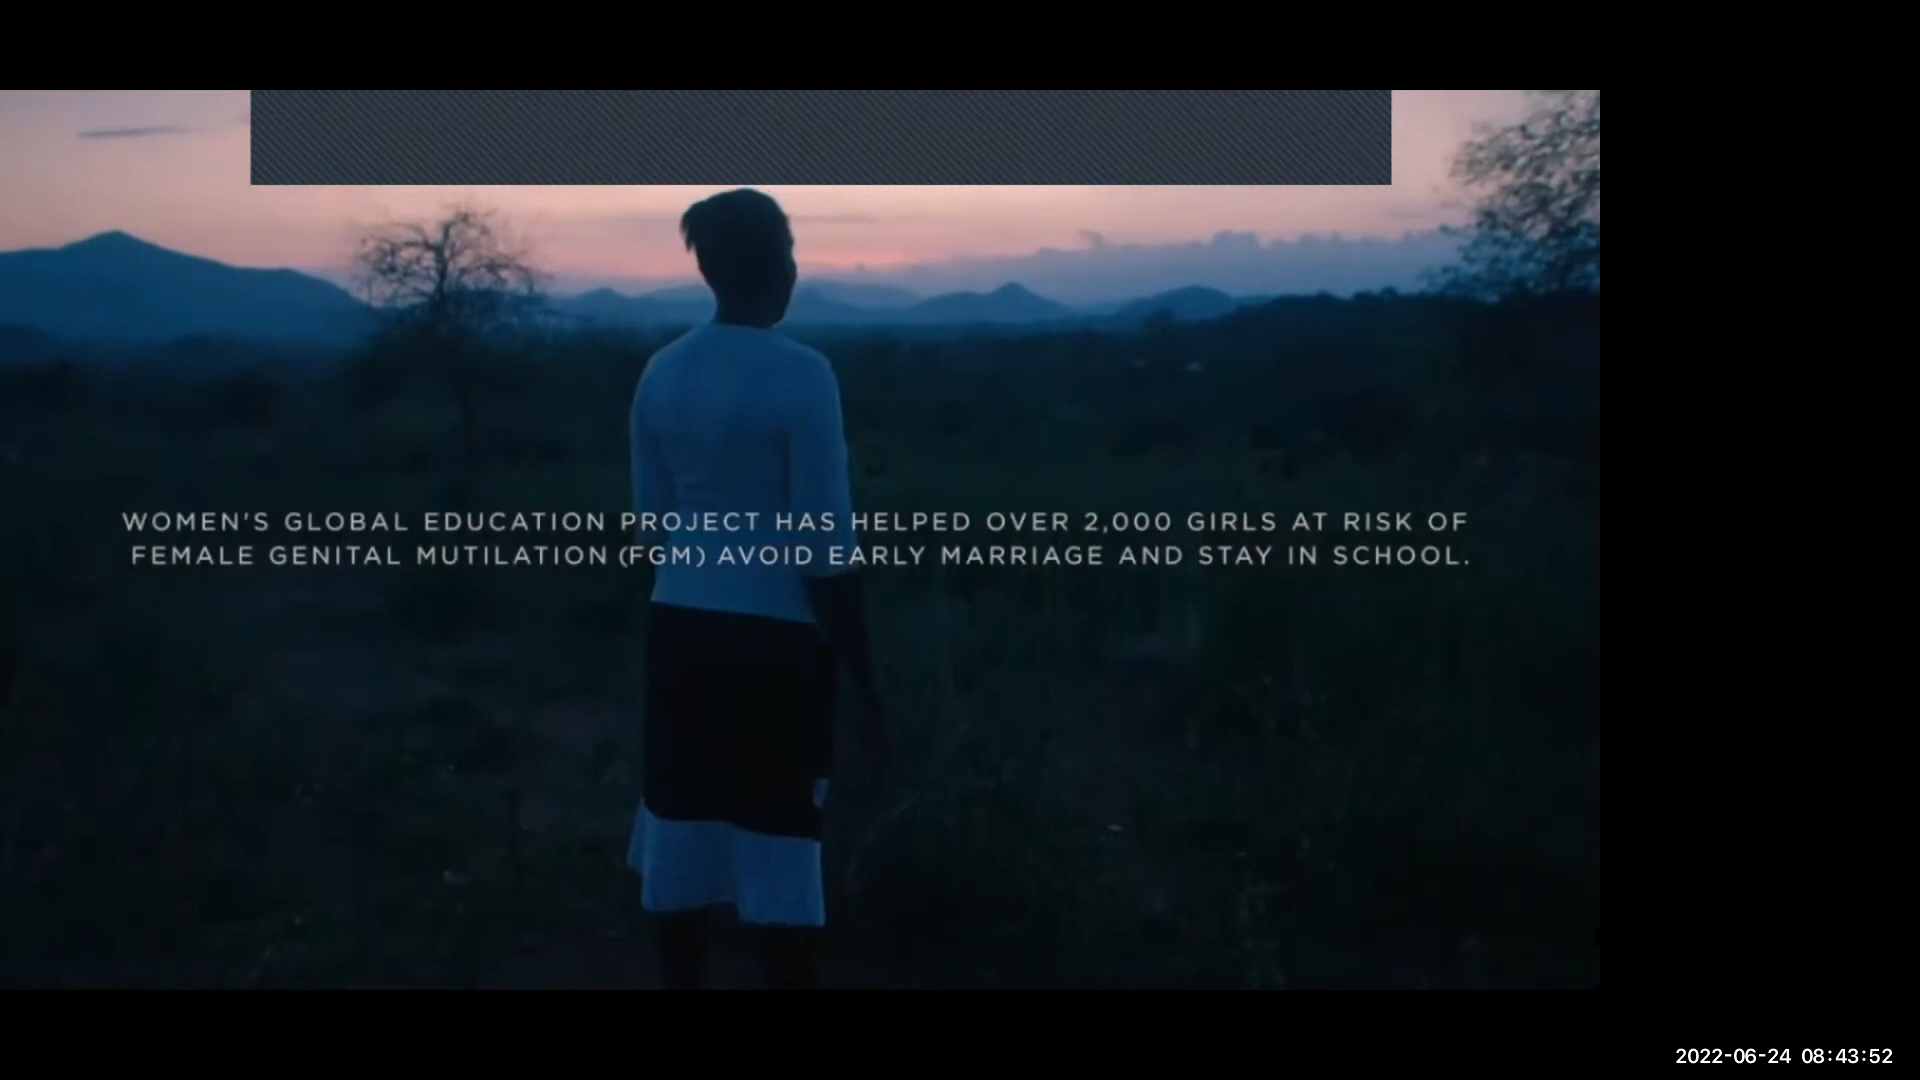 WOMEN'S GLOBAL EDUCATION PROJECT HAS HELPED OVER 2,000 GIRLS AT RISK OF
FEMALE GENITAL MUTILATION (FGM) AVOID EARLY MARRIAGE AND STAY IN SCHOOL.
2022-06-24 08:43:52